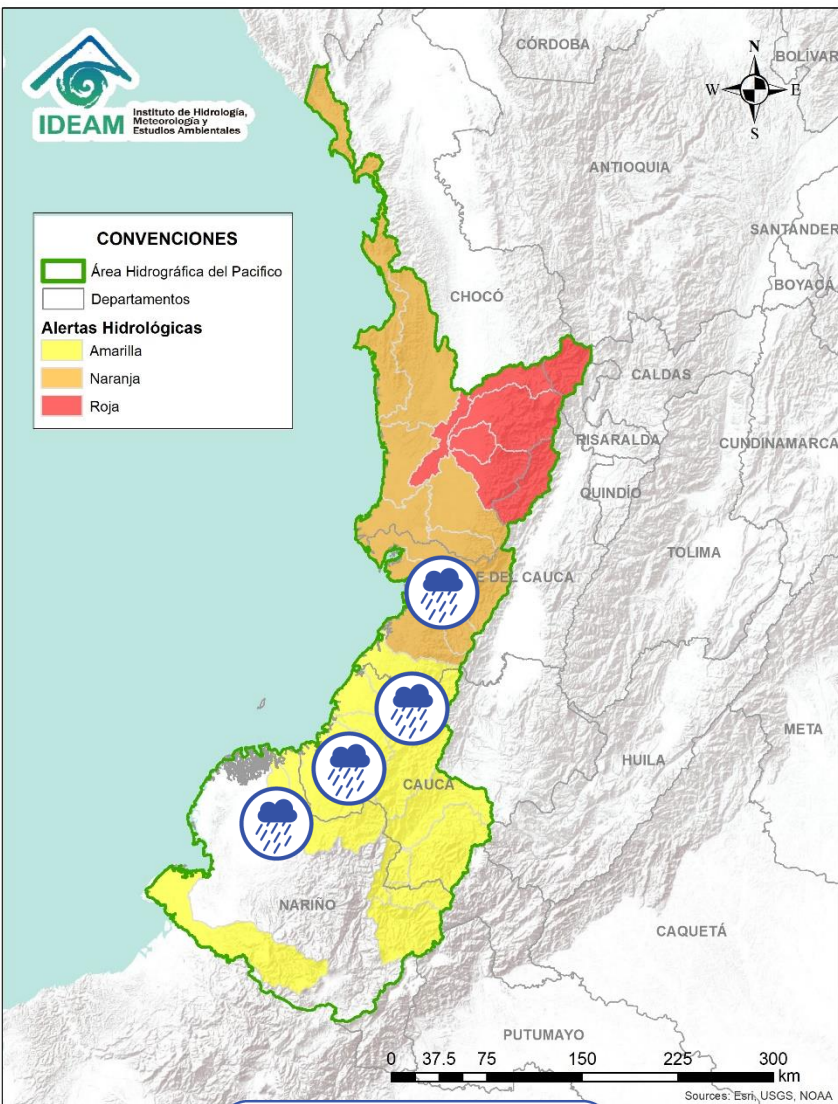 IDEAM
Instituto de Hidrología,
Meteorología y
Estudios Ambientales
CÓRDOBA
BOLÍVAR
N
W
E
S
ANTIOQUIA
SANTANDER
BOYACÁ
CONVENCIONES
Área Hidrográfica del Pacifico
Departamentos
Alertas Hidrológicas
Amarilla
Naranja
Roja
CHOCÓ
CALDAS
RISARALDA
CUNDINAMARCA
QUINDÍO
TOLIMA
E DEL CAUCA
META
HUILA
CAUCA
NARIÑO
CAQUETÁ
PUTUMAYO
0 37.5 75 150 225 300
km
Sources: Esri, USGS, NOAA